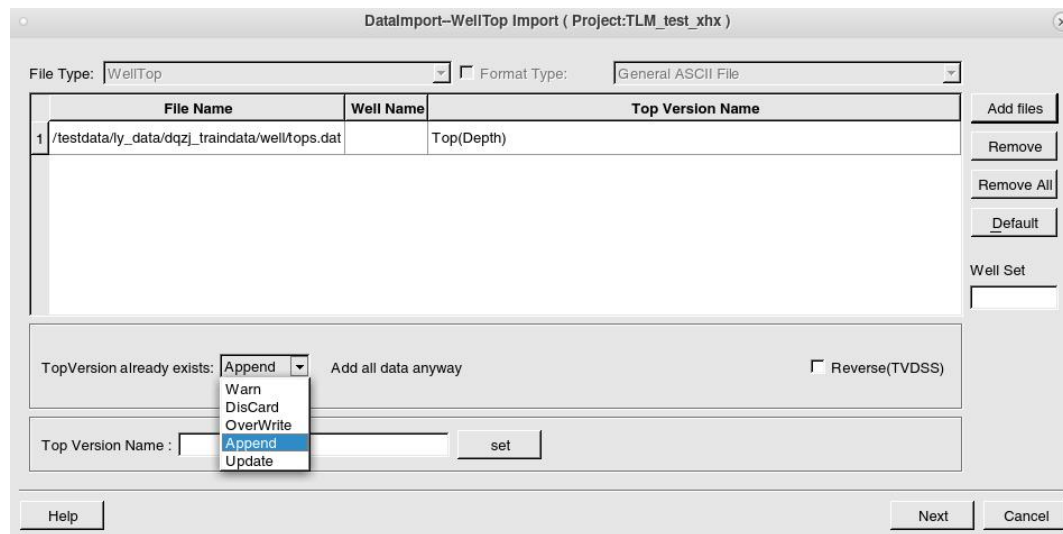 DataImport--WellTop Import ( Project:TLM_test_xhx )
File Type: WellTop Format Type: General ASCII File
File Name Well Name Top Version Name
1 /testdata/ly_data/dqzj_traindata/well/tops.dat Top(Depth)
Add files
Remove
Remove All
Default
Well Set
TopVersion already exists: Append Add all data anyway Reverse(TVDSS)
Warn
DisCard
OverWrite
Append
Update
Top Version Name : set
Help Next Cancel